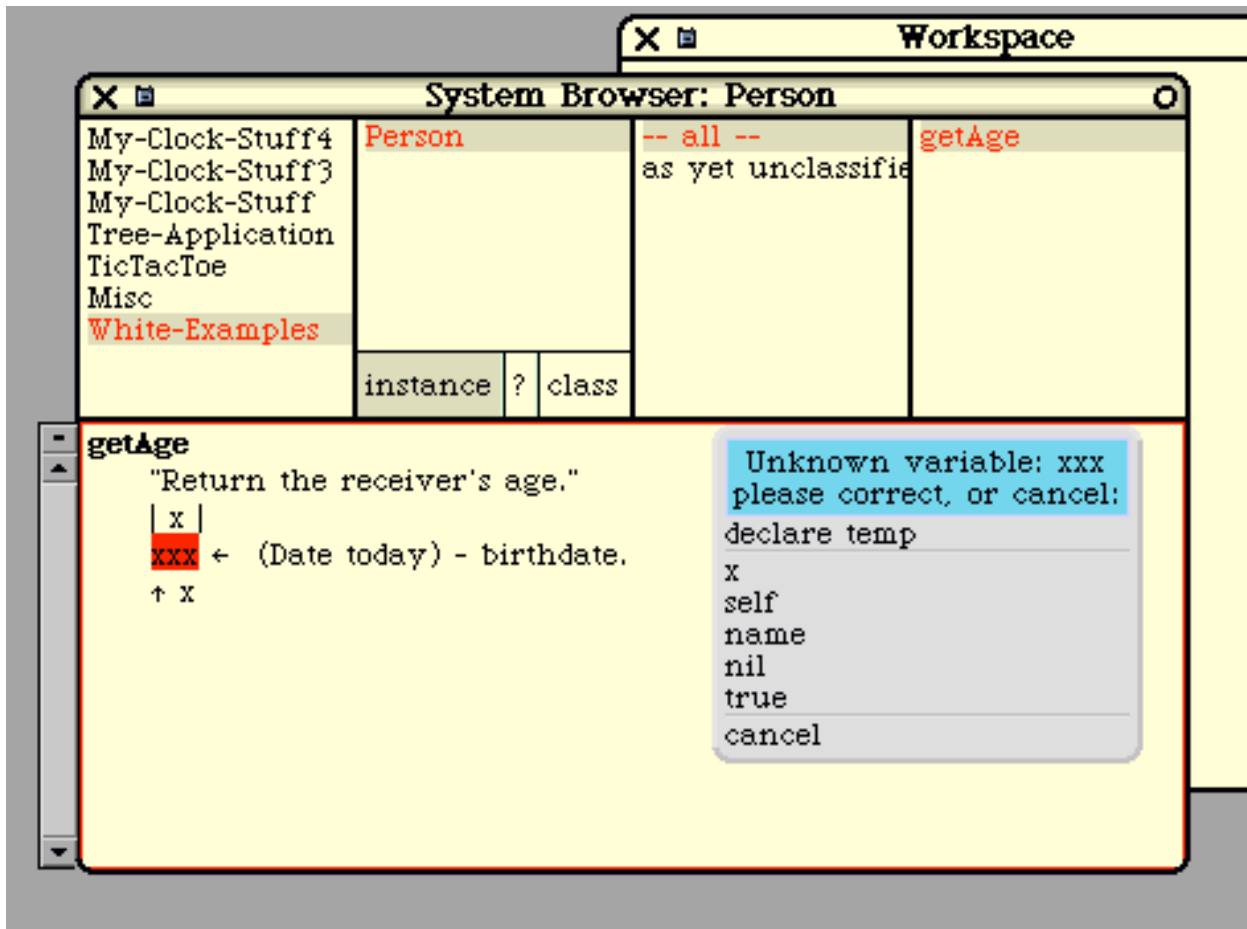 Workspace
System Browser: Person
My-Clock-Stuff4
My-Clock-Stuff3
My-Clock-Stuff
Tree-Application
TicTacToe
Misc
White-Examples
Person
instance ? class
-- all --
as yet unclassifie
getAge
getAge
"Return the receiver's age."
| x |
xxx ← (Date today) - birthdate.
↑ x
Unknown variable: xxx
please correct, or cancel:
declare temp
x
self
name
nil
true
cancel